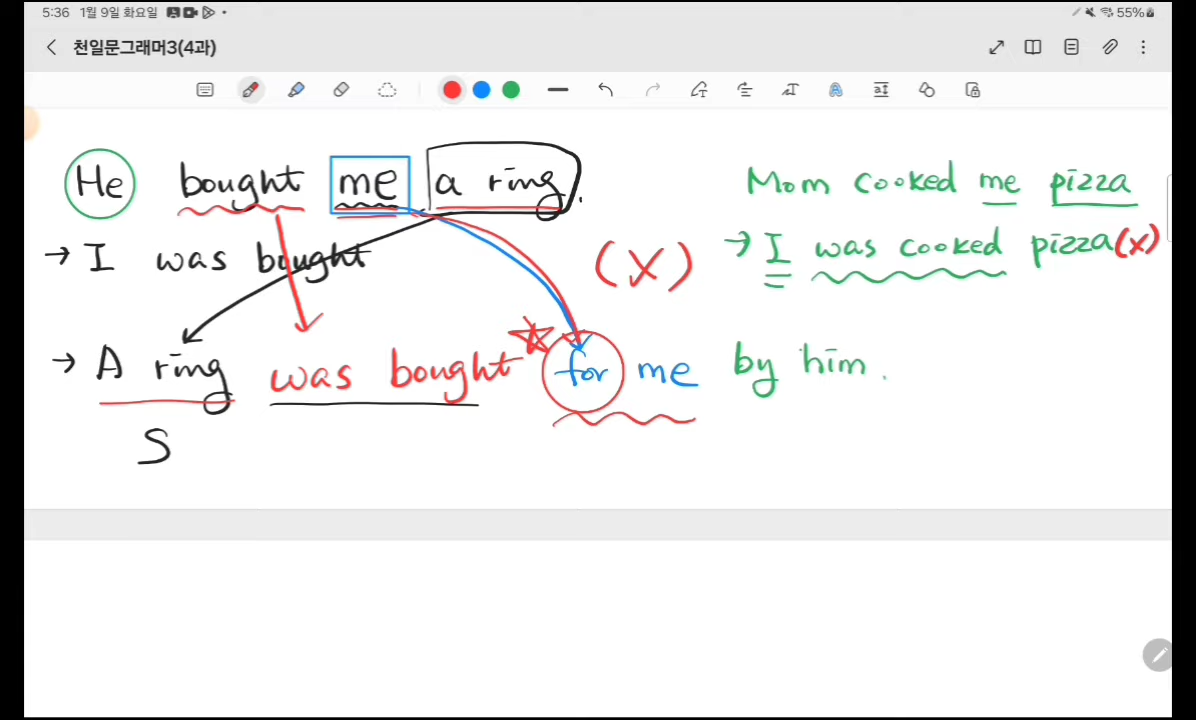 5:36 1월 9일 화요일 55%
천일문그래머3(4과)
He bought me a ring.
→ I was bought (X)
→ A ring was bought for me by him.
S
Mom cooked me pizza
→ I was cooked pizza(x)